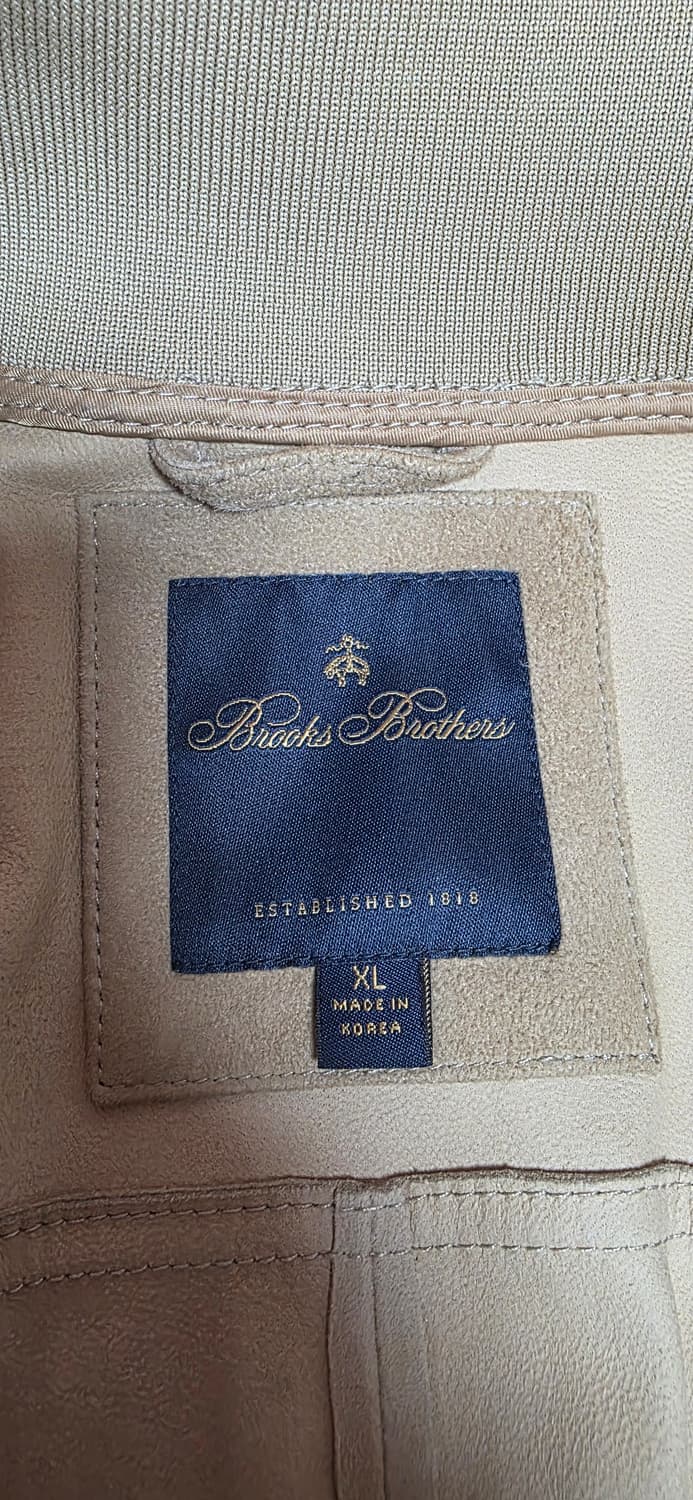 Brooks Brothers
ESTABLISHED 1818
XL
MADE IN
KOREA